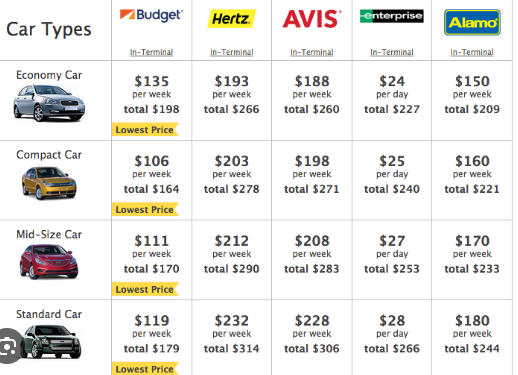 Car Types
Budget
Hertz.
AVIS
enterprise
Alamo
In-Terminal
In-Terminal
In-Terminal
In-Terminal
In-Terminal
Economy Car
$135
per week
total $198
Lowest Price
$193
per week
total $266
$188
per week
total $260
$24
per day
total $227
$150
per week
total $209
Compact Car
$106
per week
total $164
Lowest Price
$203
per week
total $278
$198
per week
total $271
$25
per day
total $240
$160
per week
total $221
Mid-Size Car
$111
per week
total $170
Lowest Price
$212
per week
total $290
$208
per week
total $283
$27
per day
total $253
$170
per week
total $233
Standard Car
$119
per week
total $179
Lowest Price
$232
per week
total $314
$228
per week
total $306
$28
per day
total $266
$180
per week
total $244